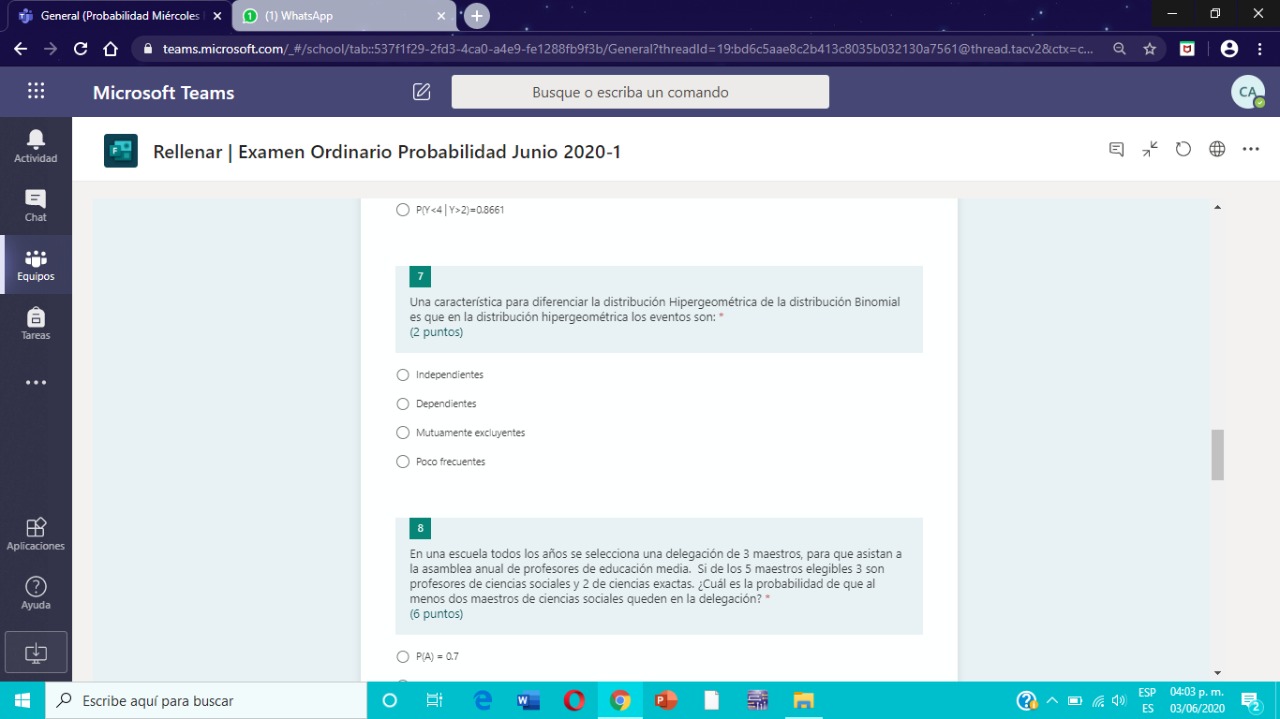 General (Probabilidad Miércoles
(1) WhatsApp
teams.microsoft.com/_#/school/tab::537f1f29-2fd3-4ca0-a4e9-fe1288fb9f3b/General?threadId=19:bd6c5aae8c2b413c8035b032130a7561@thread.tacv2&ctx=c...
Microsoft Teams
Busque o escriba un comando
CA
Actividad
Chat
Equipos
Tareas
Aplicaciones
Ayuda
Rellenar | Examen Ordinario Probabilidad Junio 2020-1
P(Y<4 | Y>2)=0.8661
7
Una característica para diferenciar la distribución Hipergeométrica de la distribución Binomial
es que en la distribución hipergeométrica los eventos son: *
(2 puntos)
Independientes
Dependientes
Mutuamente excluyentes
Poco frecuentes
8
En una escuela todos los años se selecciona una delegación de 3 maestros, para que asistan a
la asamblea anual de profesores de educación media. Si de los 5 maestros elegibles 3 son
profesores de ciencias sociales y 2 de ciencias exactas. ¿Cuál es la probabilidad de que al
menos dos maestros de ciencias sociales queden en la delegación? *
(6 puntos)
P(A) = 0.7
Escribe aquí para buscar
ESP
ES
04:03 p. m.
03/06/2020
2